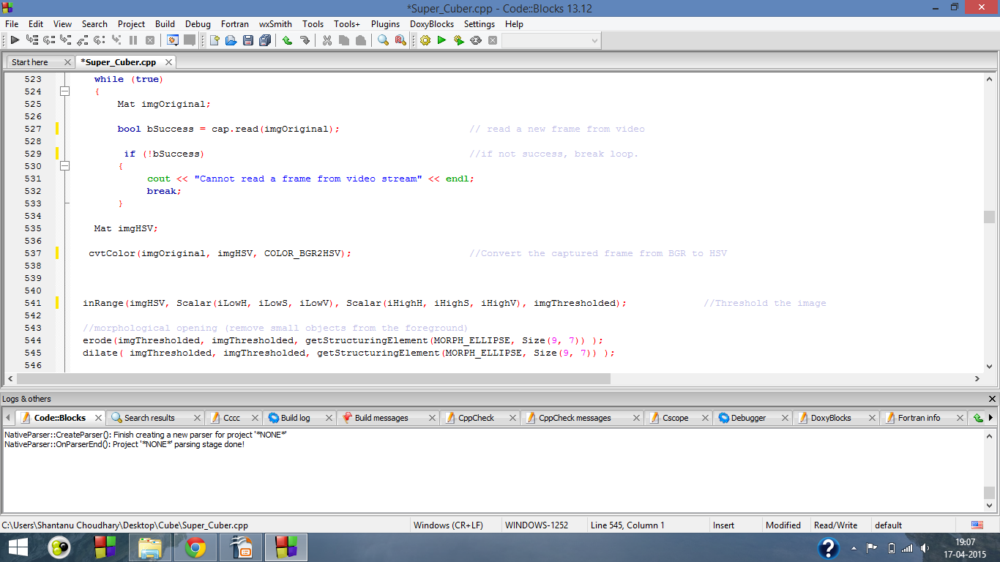 *Super_Cuber.cpp - Code::Blocks 13.12
File Edit View Search Project Build Debug Fortran wxSmith Tools Tools+ Plugins DoxyBlocks Settings Help
Start here *Super_Cuber.cpp
523 while (true)
524 {
525 Mat imgOriginal;
526
527 bool bSuccess = cap.read(imgOriginal); // read a new frame from video
528
529 if (!bSuccess) //if not success, break loop.
530 {
531 cout << "Cannot read a frame from video stream" << endl;
532 break;
533 }
534
535 Mat imgHSV;
536
537 cvtColor(imgOriginal, imgHSV, COLOR_BGR2HSV); //Convert the captured frame from BGR to HSV
538
539
540
541 inRange(imgHSV, Scalar(iLowH, iLowS, iLowV), Scalar(iHighH, iHighS, iHighV), imgThresholded); //Threshold the image
542
543 //morphological opening (remove small objects from the foreground)
544 erode(imgThresholded, imgThresholded, getStructuringElement(MORPH_ELLIPSE, Size(9, 7)) );
545 dilate( imgThresholded, imgThresholded, getStructuringElement(MORPH_ELLIPSE, Size(9, 7)) );
546
Logs & others
Code::Blocks Search results Cccc Build log Build messages CppCheck CppCheck messages Cscope Debugger DoxyBlocks Fortran info
NativeParser::CreateParser(): Finish creating a new parser for project '*NONE*'
NativeParser::OnParserEnd(): Project '*NONE*' parsing stage done!
C:\Users\Shantanu Choudhary\Desktop\Cube\Super_Cuber.cpp Windows (CR+LF) WINDOWS-1252 Line 545, Column 1 Insert Modified Read/Write default
19:07
17-04-2015